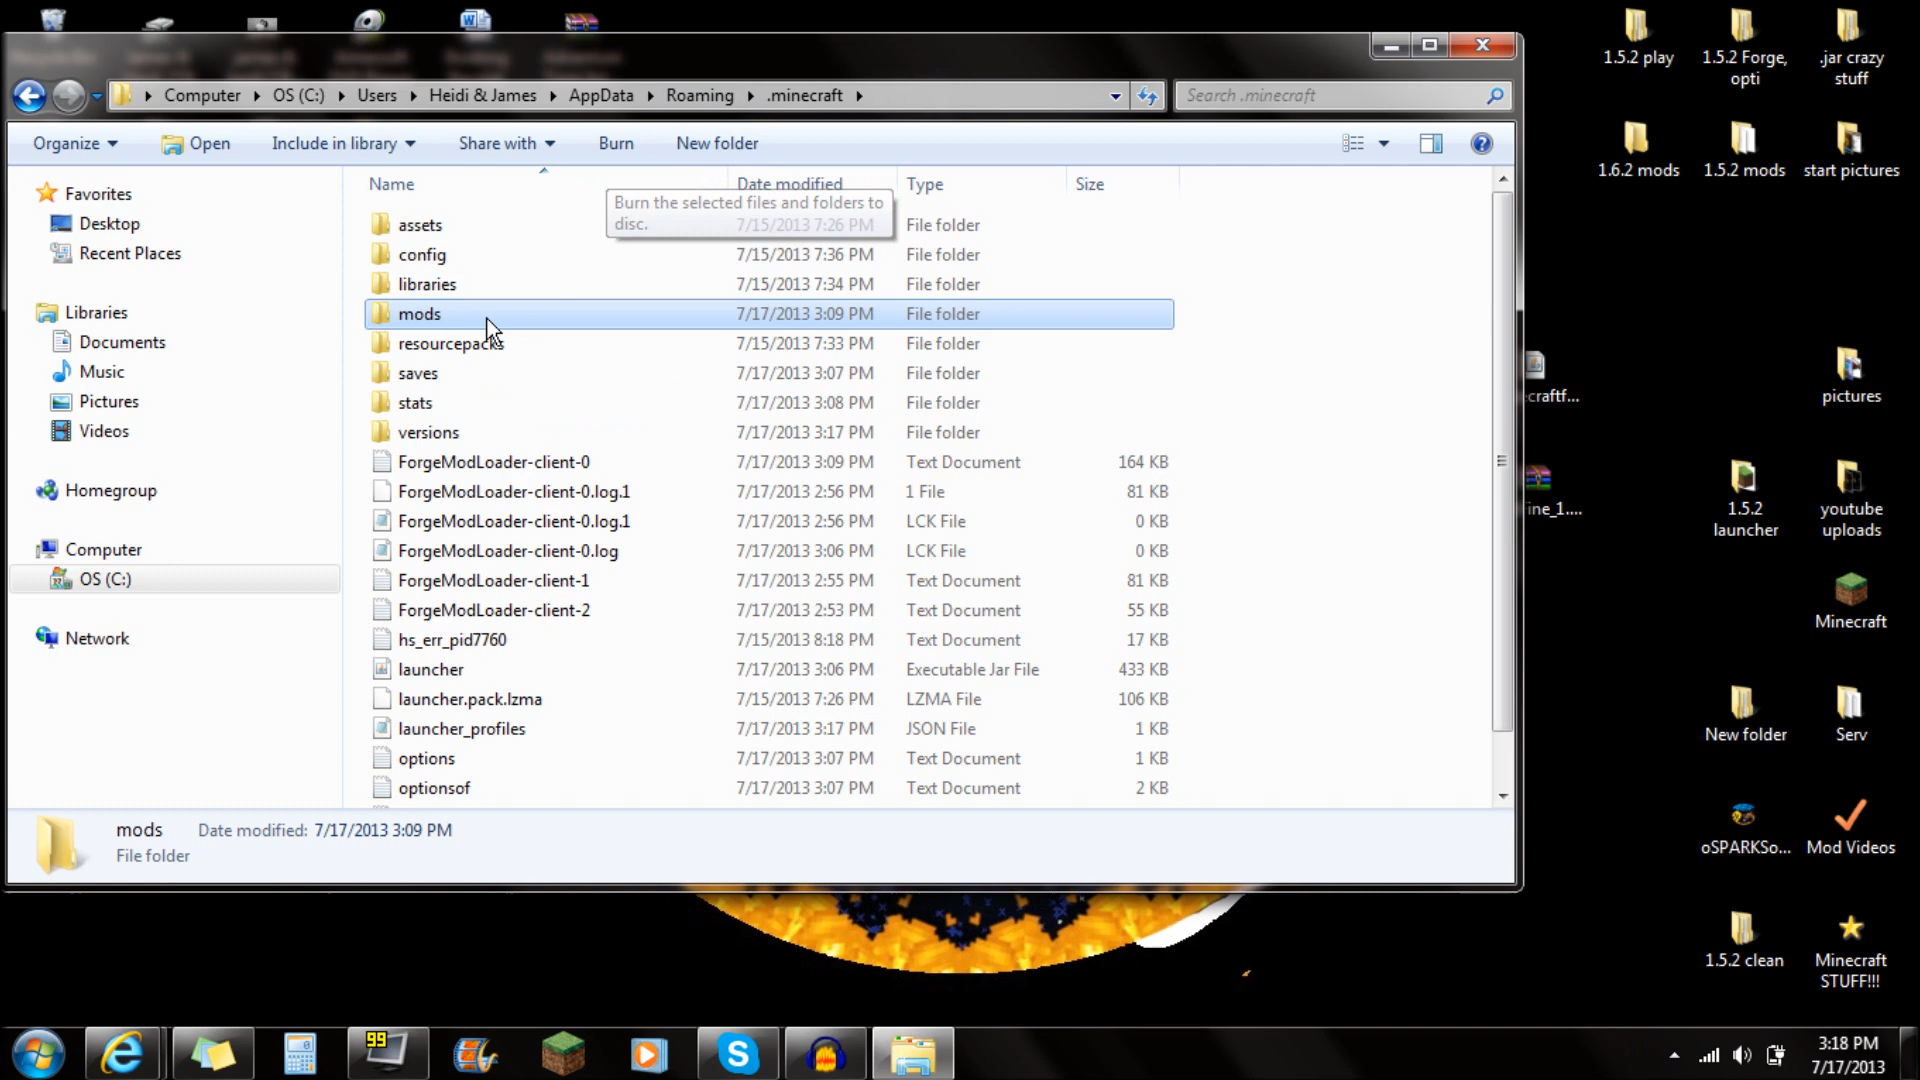 Computer OS (C:) Users Heidi & James AppData Roaming .minecraft
Search .minecraft
Organize Open Include in library Share with Burn New folder
Name Date modified Type Size
Burn the selected files and folders to
disc.
Favorites
Desktop
Recent Places
Libraries
Documents
Music
Pictures
Videos
Homegroup
Computer
OS (C:)
Network
assets 7/15/2013 7:26 PM File folder
config 7/15/2013 7:36 PM File folder
libraries 7/15/2013 7:34 PM File folder
mods 7/17/2013 3:09 PM File folder
resourcepacks 7/15/2013 7:33 PM File folder
saves 7/17/2013 3:07 PM File folder
stats 7/17/2013 3:08 PM File folder
versions 7/17/2013 3:17 PM File folder
ForgeModLoader-client-0 7/17/2013 3:09 PM Text Document 164 KB
ForgeModLoader-client-0.log.1 7/17/2013 2:56 PM 1 File 81 KB
ForgeModLoader-client-0.log.1 7/17/2013 2:56 PM LCK File 0 KB
ForgeModLoader-client-0.log 7/17/2013 3:06 PM LCK File 0 KB
ForgeModLoader-client-1 7/17/2013 2:55 PM Text Document 81 KB
ForgeModLoader-client-2 7/17/2013 2:53 PM Text Document 55 KB
hs_err_pid7760 7/15/2013 8:18 PM Text Document 17 KB
launcher 7/17/2013 3:06 PM Executable Jar File 433 KB
launcher.pack.lzma 7/15/2013 7:26 PM LZMA File 106 KB
launcher_profiles 7/17/2013 3:17 PM JSON File 1 KB
options 7/17/2013 3:07 PM Text Document 1 KB
optionsof 7/17/2013 3:07 PM Text Document 2 KB
mods Date modified: 7/17/2013 3:09 PM
File folder
1.5.2 play
1.5.2 Forge,
opti
.jar crazy
stuff
1.6.2 mods
1.5.2 mods
start pictures
craftf...
pictures
ine_1....
1.5.2
launcher
youtube
uploads
Minecraft
New folder
Serv
oSPARKSo...
Mod Videos
1.5.2 clean
Minecraft
STUFF!!!
99
3:18 PM
7/17/2013